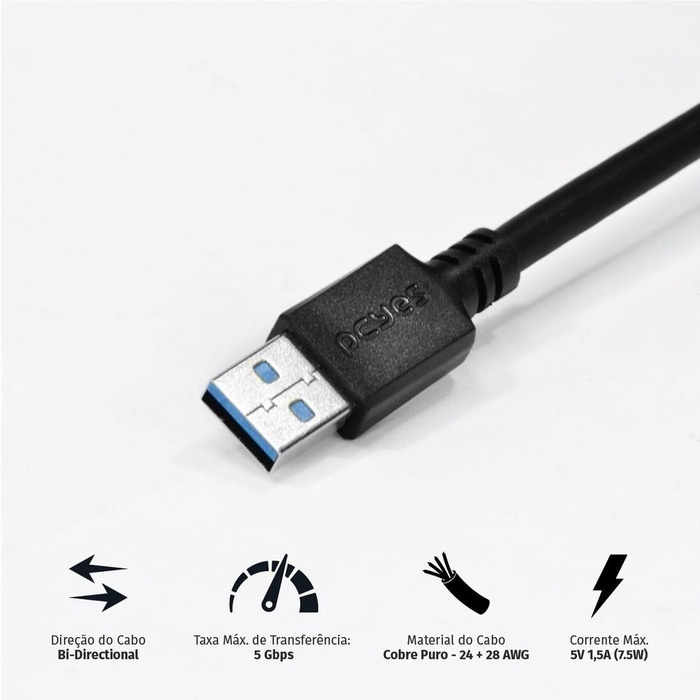 pcyes
Direção do Cabo
Bi-Directional
Taxa Máx. de Transferência:
5 Gbps
Material do Cabo
Cobre Puro - 24 + 28 AWG
Corrente Máx.
5V 1,5A (7.5W)